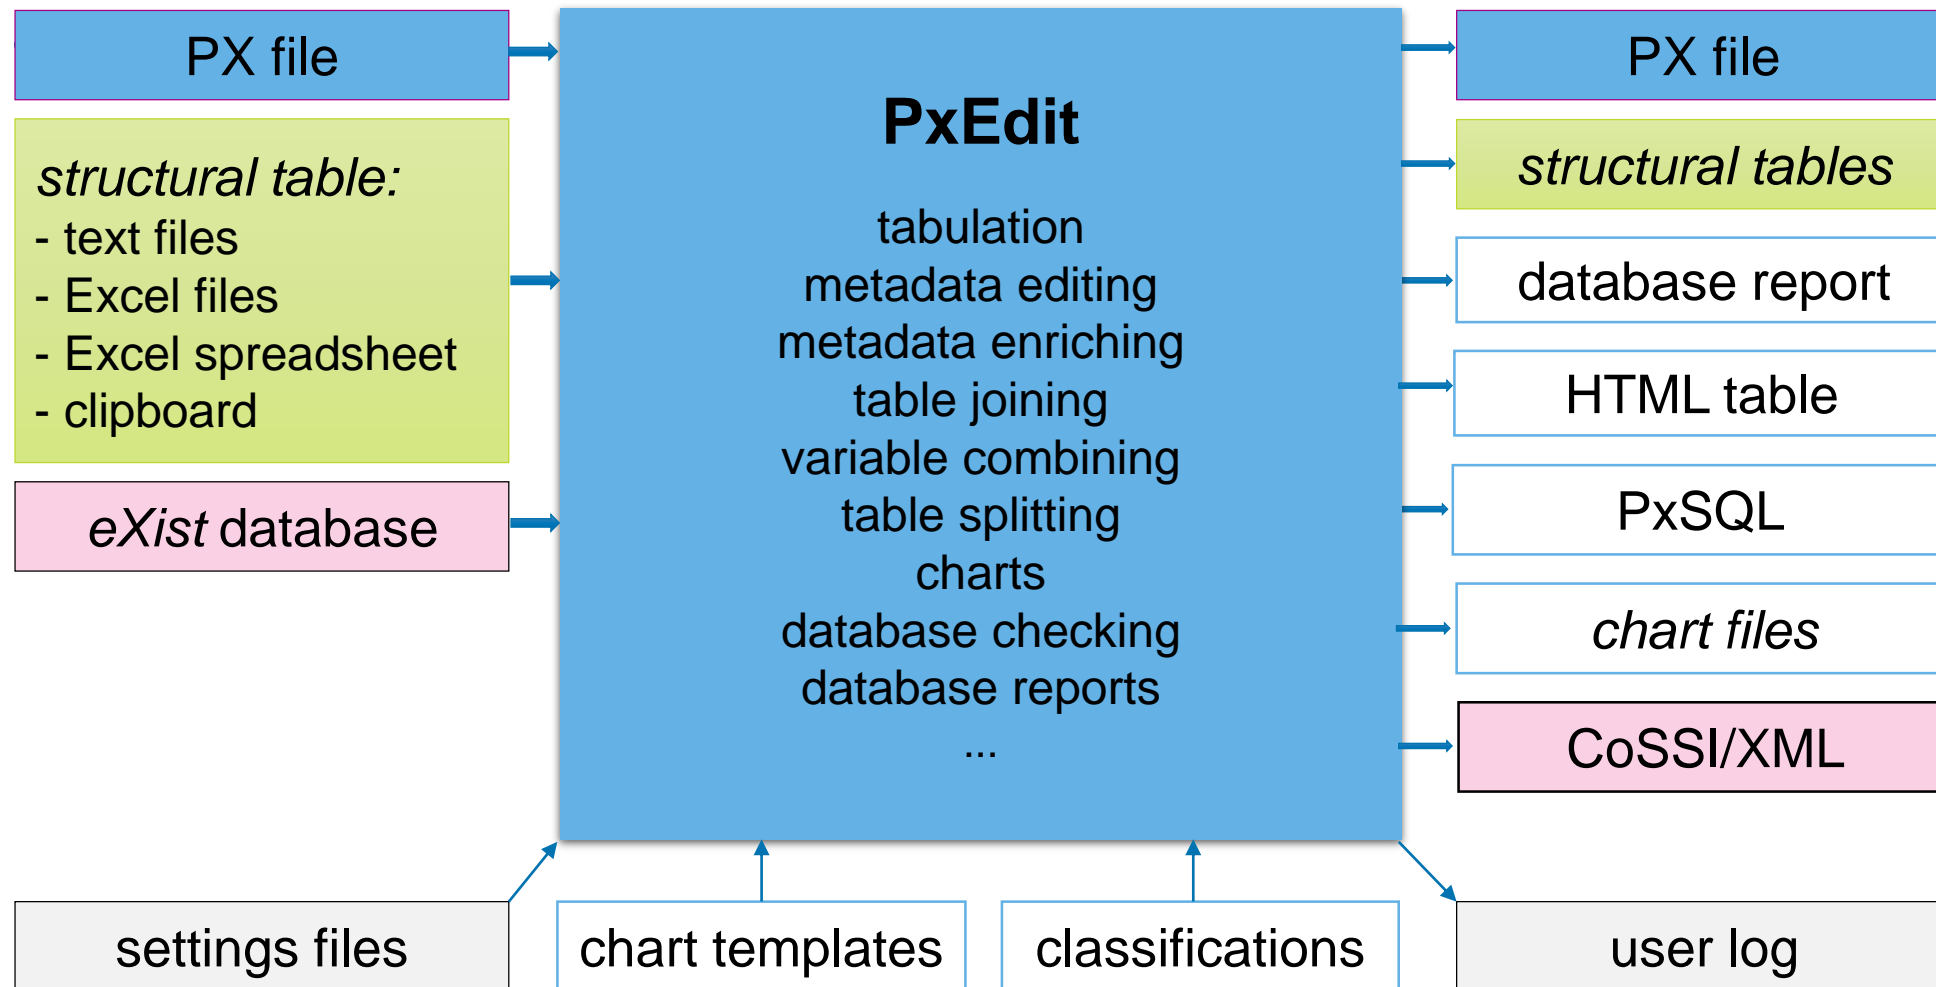 PX file
structural table:
- text files
- Excel files
- Excel spreadsheet
- clipboard
eXist database
PxEdit
tabulation
metadata editing
metadata enriching
table joining
variable combining
table splitting
charts
database checking
database reports
...
PX file
structural tables
database report
HTML table
PxSQL
chart files
CoSSI/XML
settings files
chart templates
classifications
user log